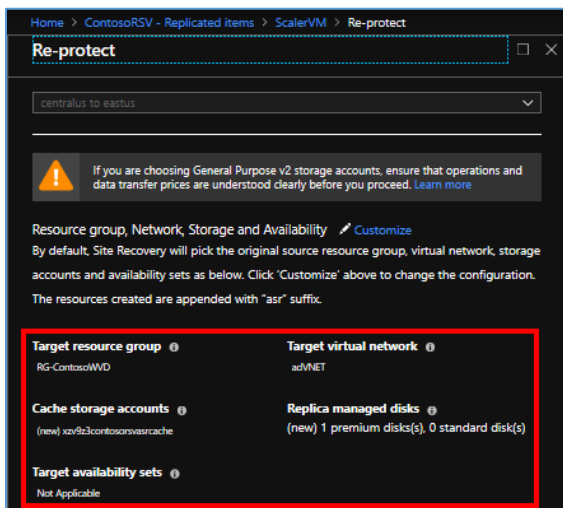 Home > ContosoRSV - Replicated items > ScalerVM > Re-protect
Re-protect
centralus to eastus
If you are choosing General Purpose v2 storage accounts, ensure that operations and
data transfer prices are understood clearly before you proceed. Learn more
Resource group, Network, Storage and Availability Customize
By default, Site Recovery will pick the original source resource group, virtual network, storage
accounts and availability sets as below. Click 'Customize' above to change the configuration.
The resources created are appended with "asr" suffix.
Target resource group
Target virtual network
RG-ContosoWVD
adVNET
Cache storage accounts
Replica managed disks
(new) xzv9z3contosorsvasrcache
(new) 1 premium disks(s), 0 standard disk(s)
Target availability sets
Not Applicable